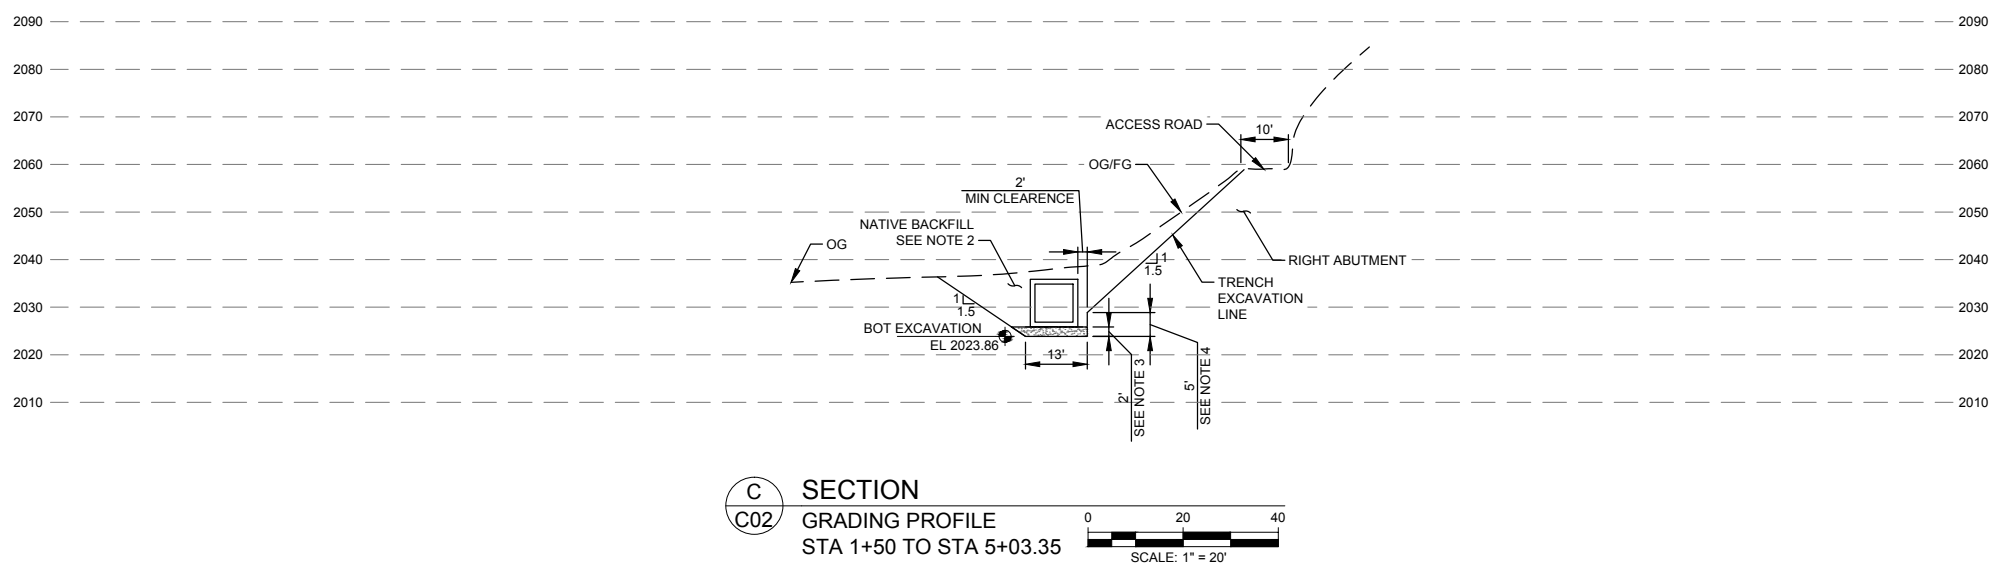 2090 2090
2080 2080
2070 2070
ACCESS ROAD
10'
2060 2060
OG/FG
2'
MIN CLEARENCE
2050 2050
NATIVE BACKFILL
SEE NOTE 2
OG
2040 2040
RIGHT ABUTMENT
1
1.5
TRENCH
EXCAVATION
LINE
1
1.5
2030 2030
BOT EXCAVATION
EL 2023.86
2020 2020
13'
2'
SEE NOTE 3
5'
SEE NOTE 4
2010 2010
C
C02
SECTION
GRADING PROFILE
STA 1+50 TO STA 5+03.35
0 20 40
SCALE: 1" = 20'